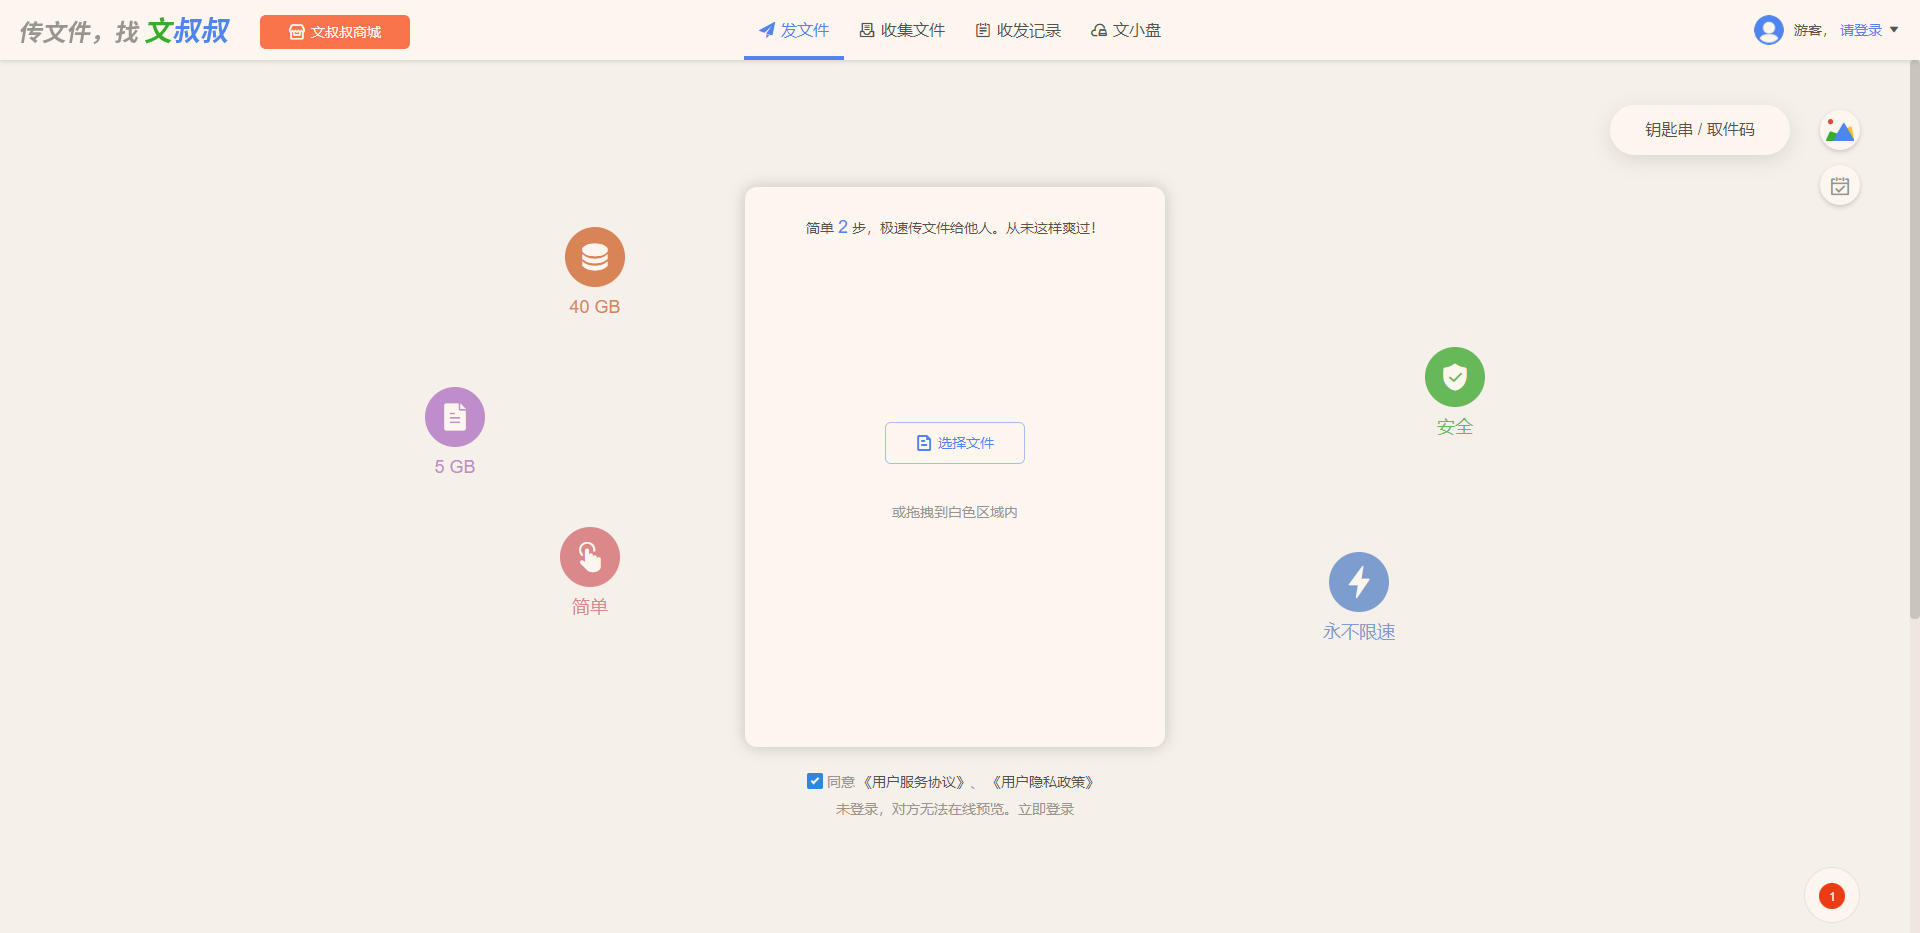 传文件，找 文叔叔
文叔叔商城
发文件
收集文件
收发记录
文小盘
游客，请登录
钥匙串 / 取件码
简单 2 步，极速传文件给他人。从未这样爽过！
40 GB
安全
选择文件
5 GB
或拖拽到白色区域内
简单
永不限速
同意《用户服务协议》、《用户隐私政策》
未登录，对方无法在线预览。立即登录
1